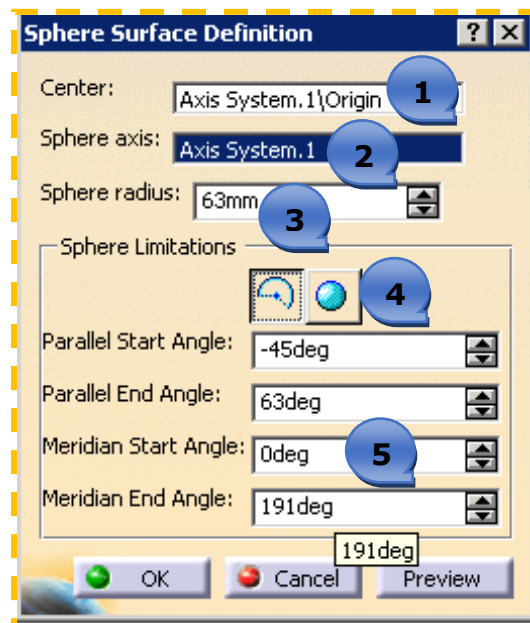 Sphere Surface Definition ? X
Center: Axis System.1\Origin 1
Sphere axis: Axis System.1 2
Sphere radius: 63mm 3
Sphere Limitations
4
Parallel Start Angle: -45deg
Parallel End Angle: 63deg
Meridian Start Angle: 0deg 5
Meridian End Angle: 191deg
191deg
OK Cancel Preview